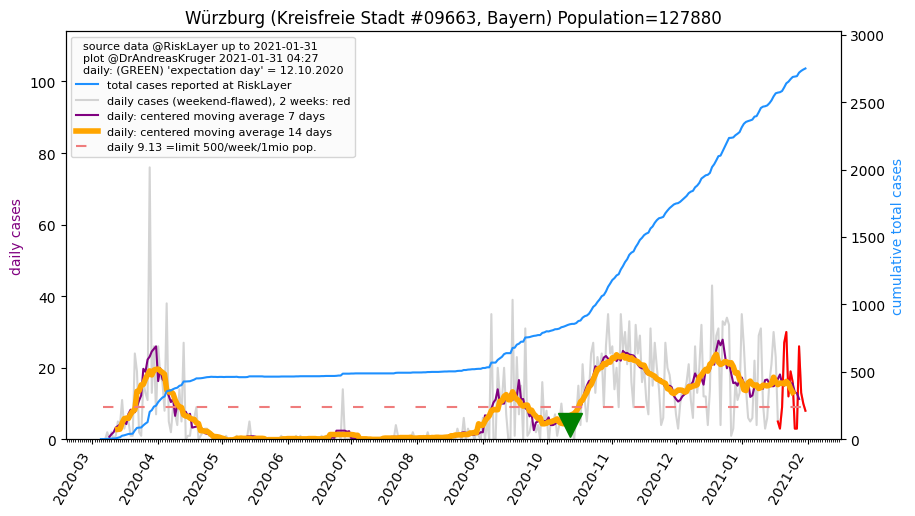 Würzburg (Kreisfreie Stadt #09663, Bayern) Population=127880
source data @RiskLayer up to 2021-01-31
plot @DrAndreasKruger 2021-01-31 04:27
daily: (GREEN) 'expectation day' = 12.10.2020
total cases reported at RiskLayer
daily cases (weekend-flawed), 2 weeks: red
daily: centered moving average 7 days
daily: centered moving average 14 days
daily 9.13 =limit 500/week/1mio pop.
daily cases
0
20
40
60
80
100
cumulative total cases
0
500
1000
1500
2000
2500
3000
2020-03
2020-04
2020-05
2020-06
2020-07
2020-08
2020-09
2020-10
2020-11
2020-12
2021-01
2021-02